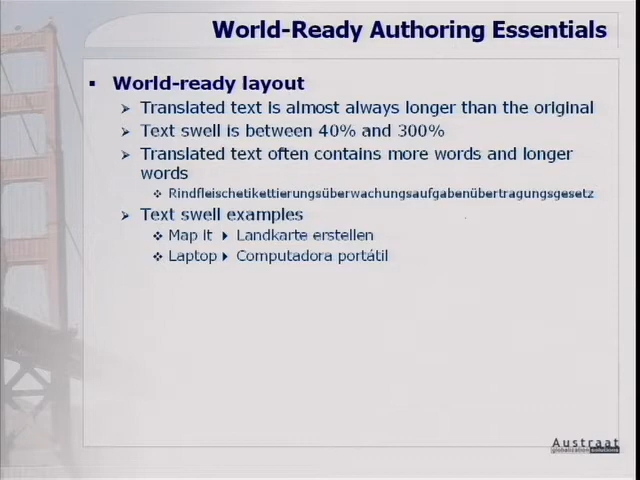 World-Ready Authoring Essentials
World-ready layout
Translated text is almost always longer than the original
Text swell is between 40% and 300%
Translated text often contains more words and longer
words
Rindfleischetikettierungsüberwachungsaufgabenübertragungsgesetz
Text swell examples
Map It Landkarte erstellen
Laptop Computadora portátil
Austraat
globalization solutions